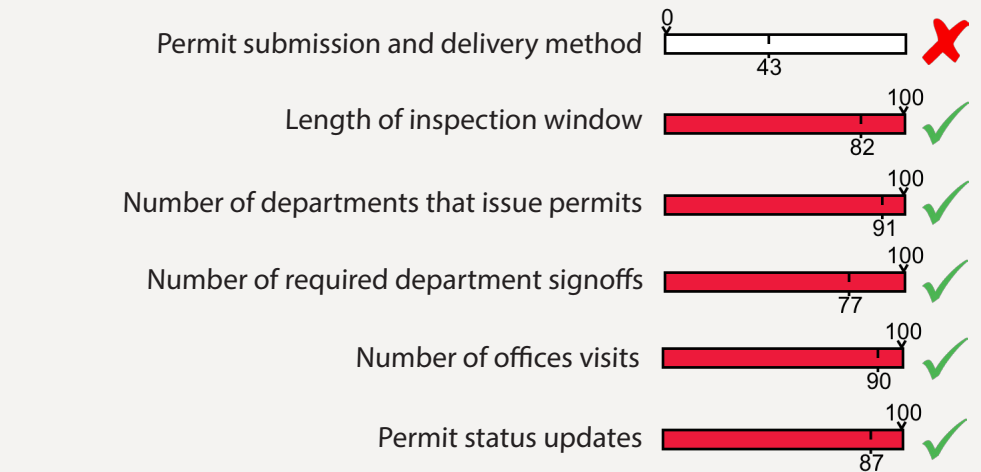 0
Permit submission and delivery method
43
100
Length of inspection window
82
100
Number of departments that issue permits
91
100
Number of required department signoffs
77
100
Number of offices visits
90
100
Permit status updates
87